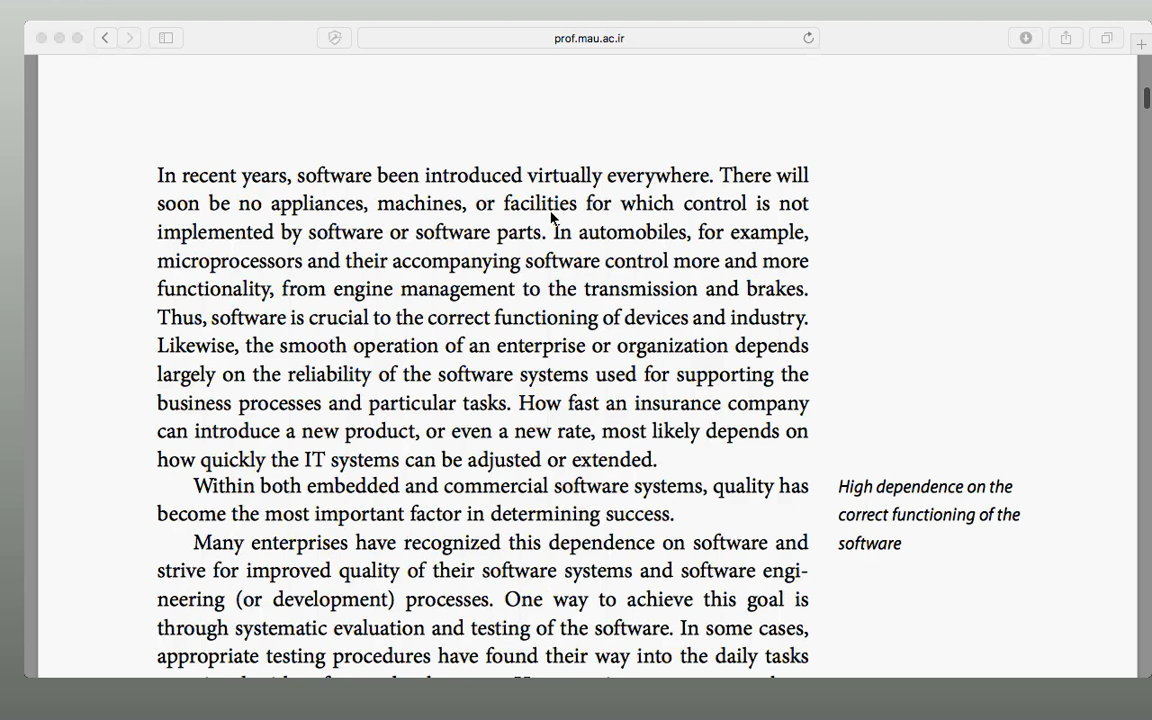 prof.mau.ac.ir
In recent years, software been introduced virtually everywhere. There will
soon be no appliances, machines, or facilities for which control is not
implemented by software or software parts. In automobiles, for example,
microprocessors and their accompanying software control more and more
functionality, from engine management to the transmission and brakes.
Thus, software is crucial to the correct functioning of devices and industry.
Likewise, the smooth operation of an enterprise or organization depends
largely on the reliability of the software systems used for supporting the
business processes and particular tasks. How fast an insurance company
can introduce a new product, or even a new rate, most likely depends on
how quickly the IT systems can be adjusted or extended.
Within both embedded and commercial software systems, quality has
become the most important factor in determining success.
Many enterprises have recognized this dependence on software and
strive for improved quality of their software systems and software engi-
neering (or development) processes. One way to achieve this goal is
through systematic evaluation and testing of the software. In some cases,
appropriate testing procedures have found their way into the daily tasks
High dependence on the
correct functioning of the
software